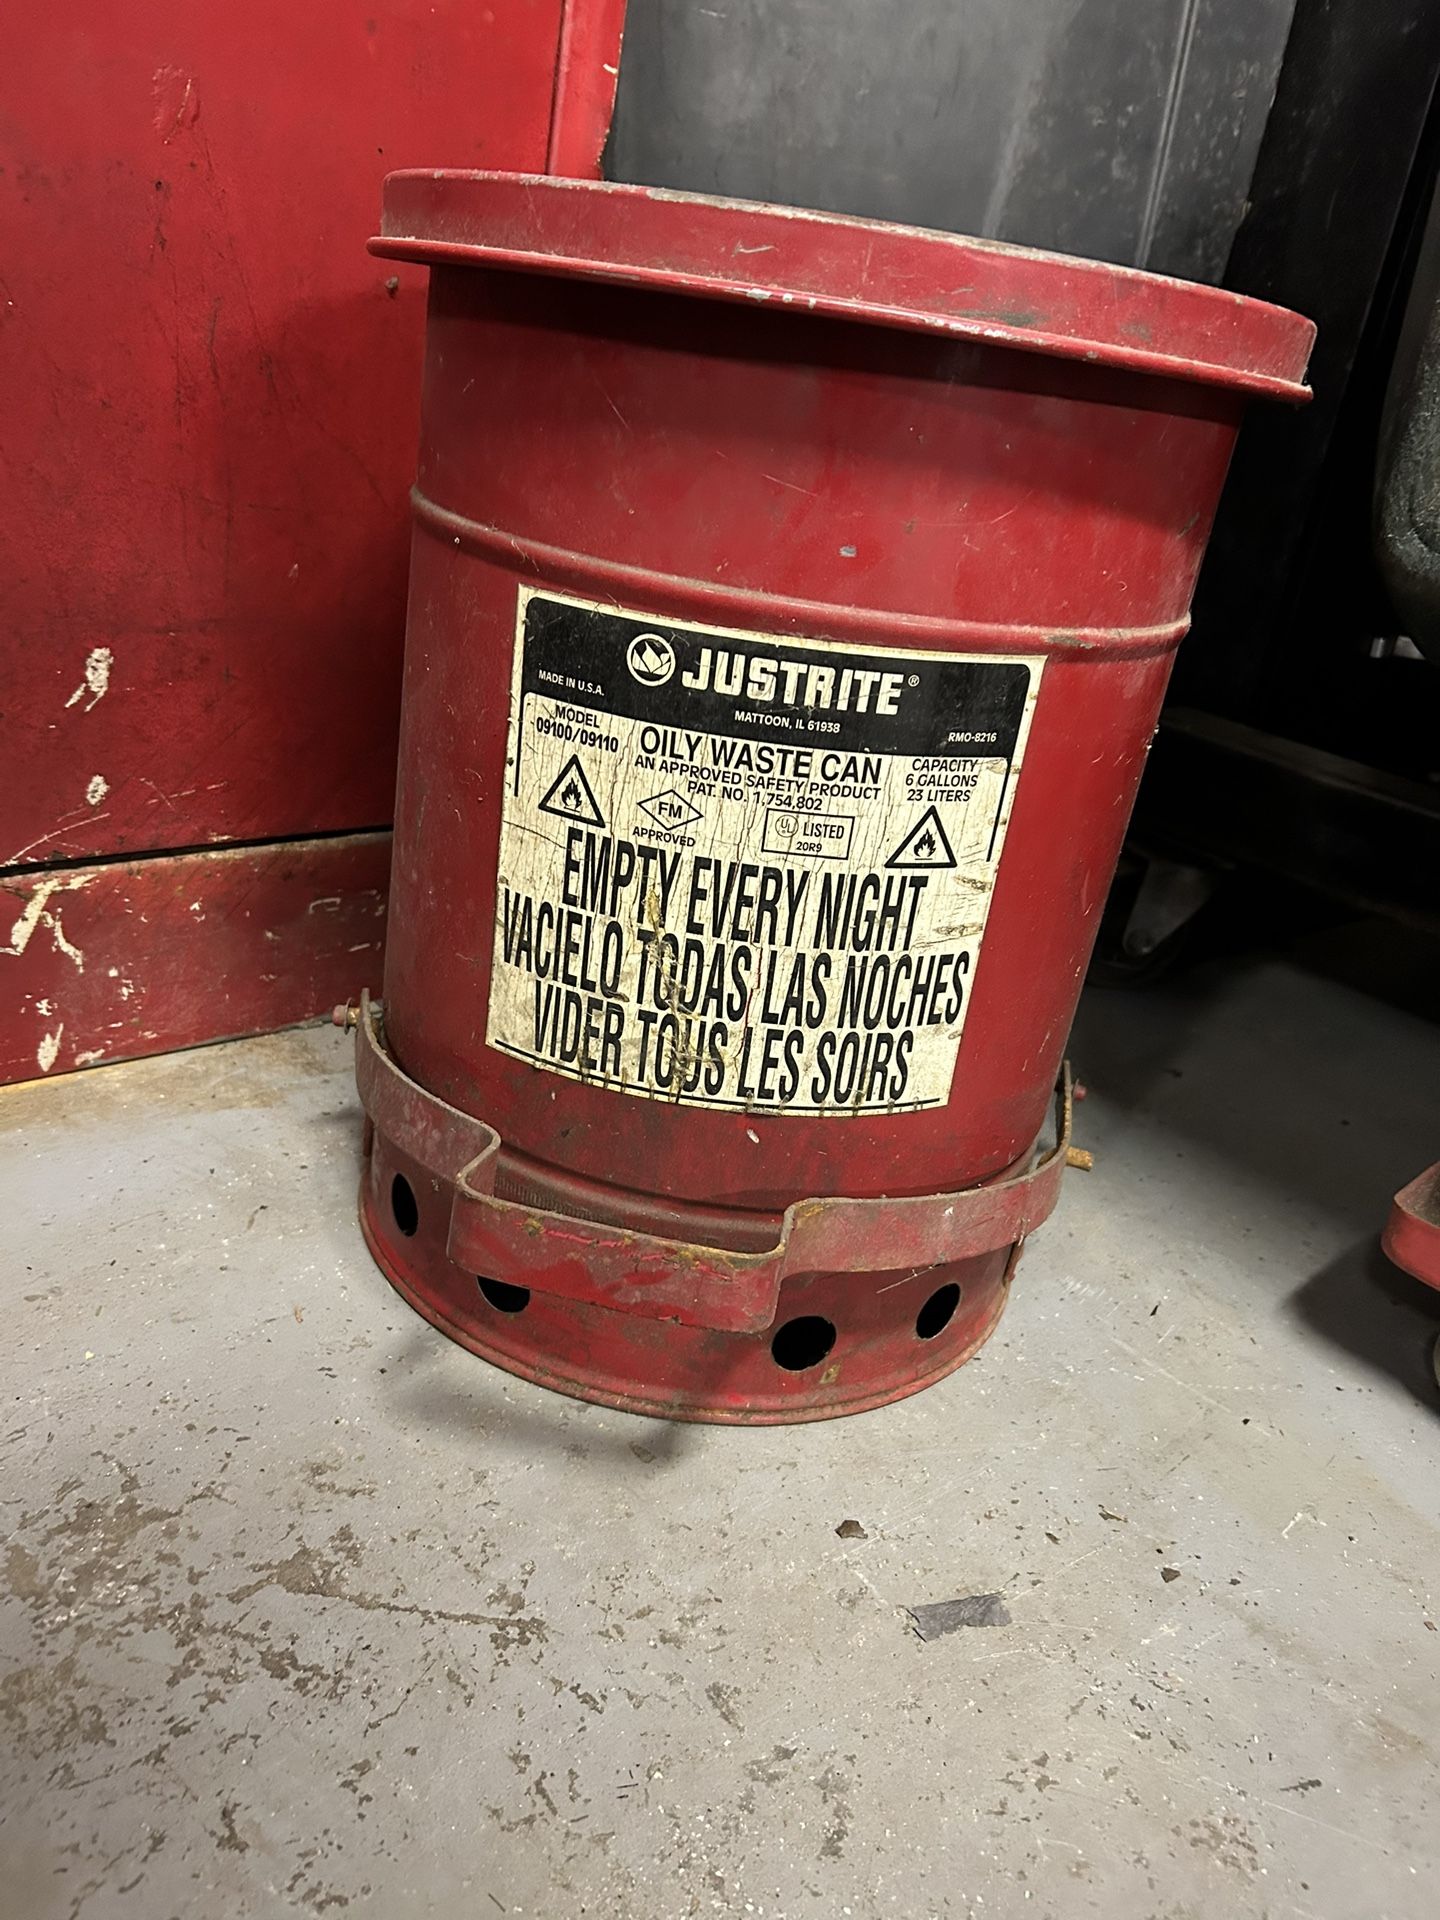 JUSTRITE®
MADE IN U.S.A.
MATTOON, IL 61938
RMO-8216
MODEL
09100/09110
OILY WASTE CAN
AN APPROVED SAFETY PRODUCT
PAT. NO. 1,754,802
CAPACITY
6 GALLONS
23 LITERS
FM
APPROVED
UL LISTED
20R9
EMPTY EVERY NIGHT
VACIELO TODAS LAS NOCHES
VIDER TOUS LES SOIRS